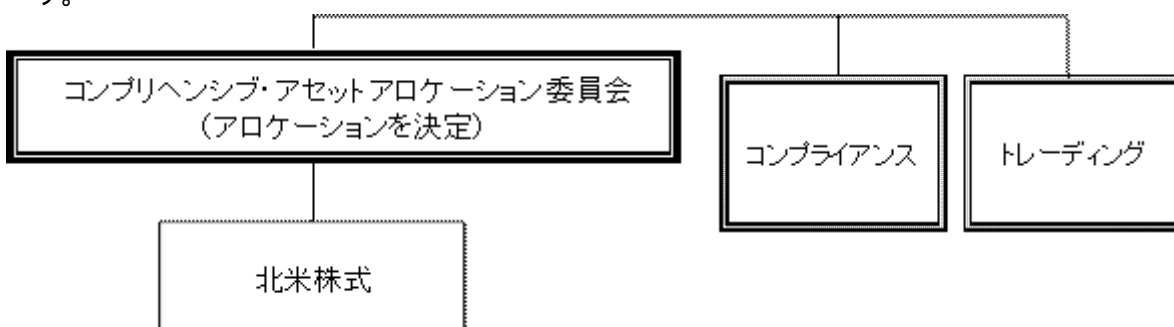 す。
コンプリヘンシブ・アセットアロケーション委員会
(アロケーションを決定)
コンプライアンス
トレーディング
北米株式